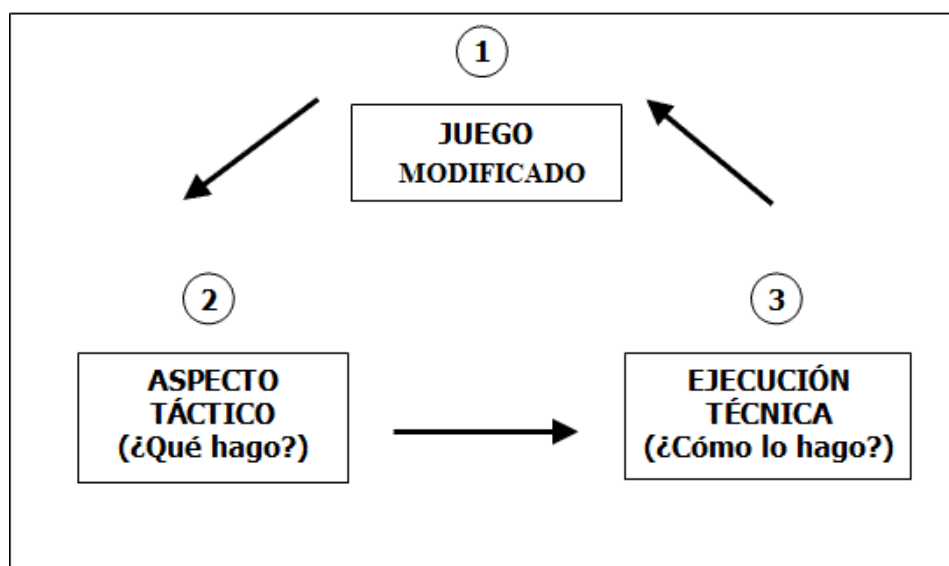 1
JUEGO
MODIFICADO
2
3
ASPECTO
TÁCTICO
(¿Qué hago?)
EJECUCIÓN
TÉCNICA
(¿Cómo lo hago?)